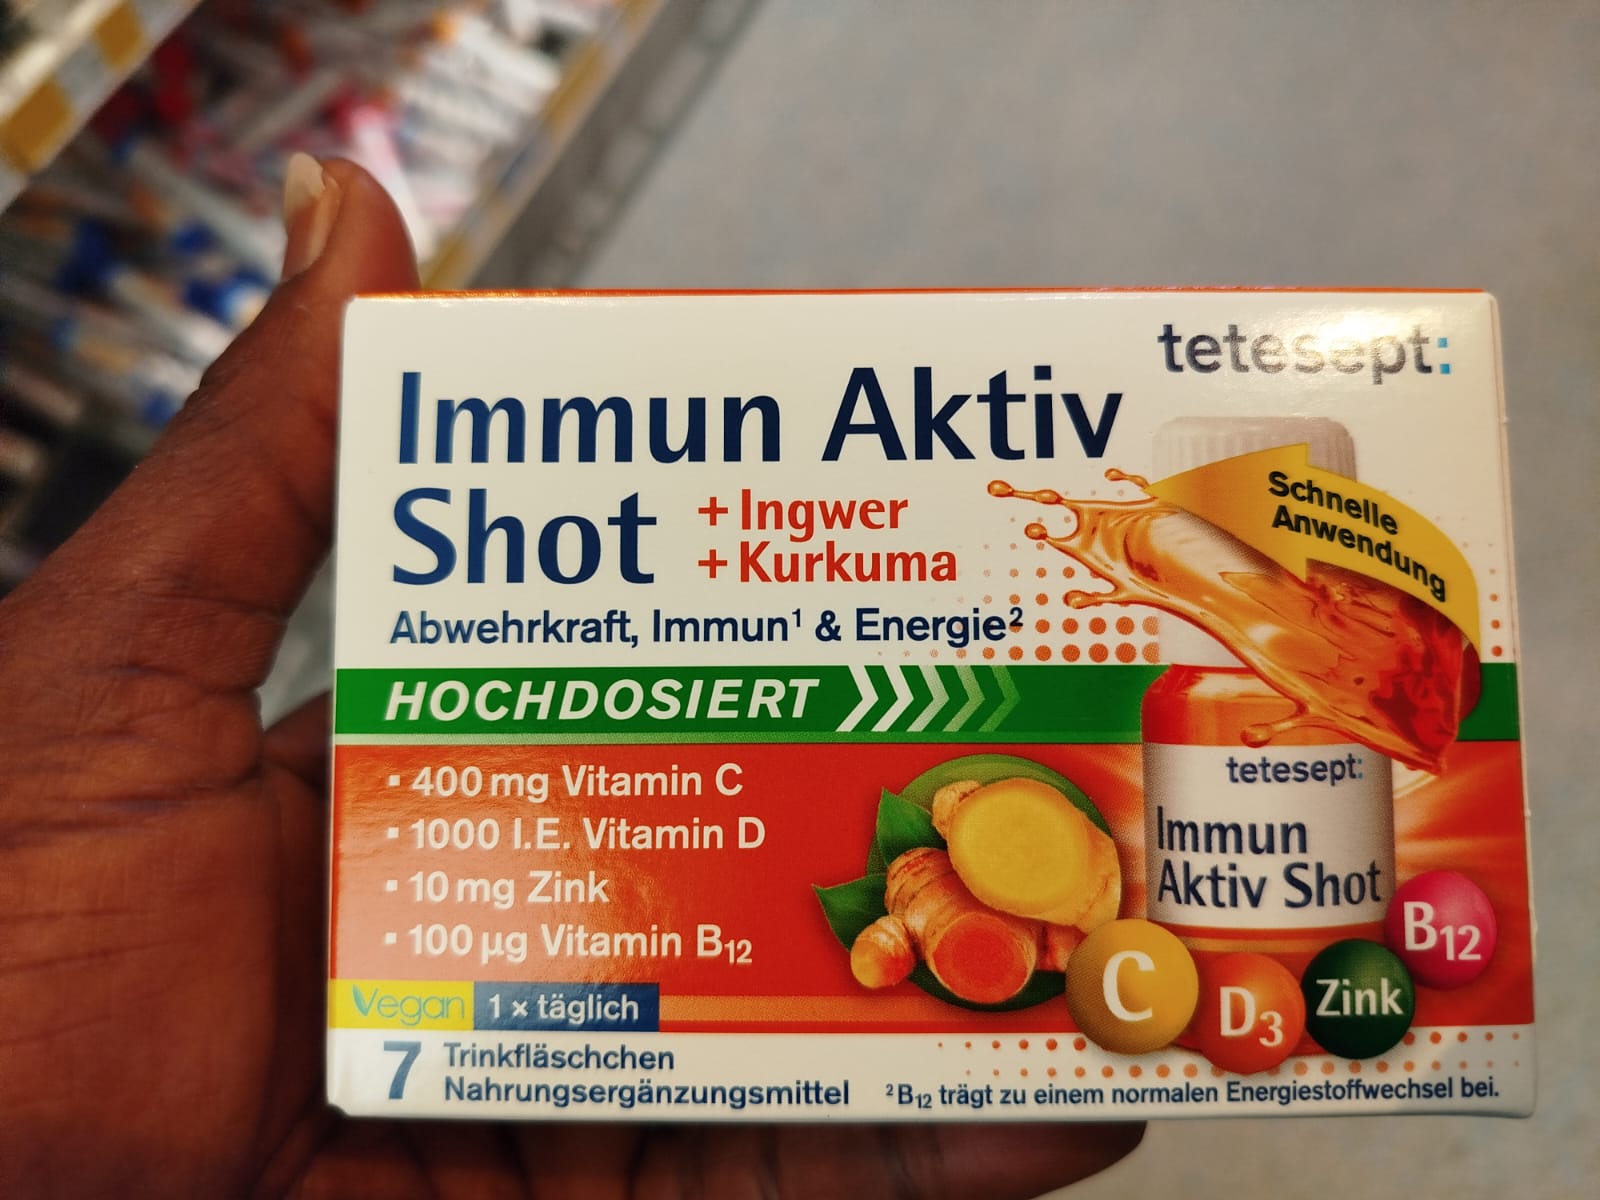 tetesept:
Immun Aktiv
Shot
+ Ingwer
+ Kurkuma
Abwehrkraft, Immun¹ & Energie²
Schnelle
Anwendung
HOCHDOSIERT
▪ 400 mg Vitamin C
▪ 1000 I.E. Vitamin D
▪ 10 mg Zink
▪ 100 µg Vitamin B₁₂
tetesept:
Immun
Aktiv Shot
C
D₃
Zink
B₁₂
Vegan
1 x täglich
7 Trinkfläschchen
Nahrungsergänzungsmittel
² B₁₂ trägt zu einem normalen Energiestoffwechsel bei.